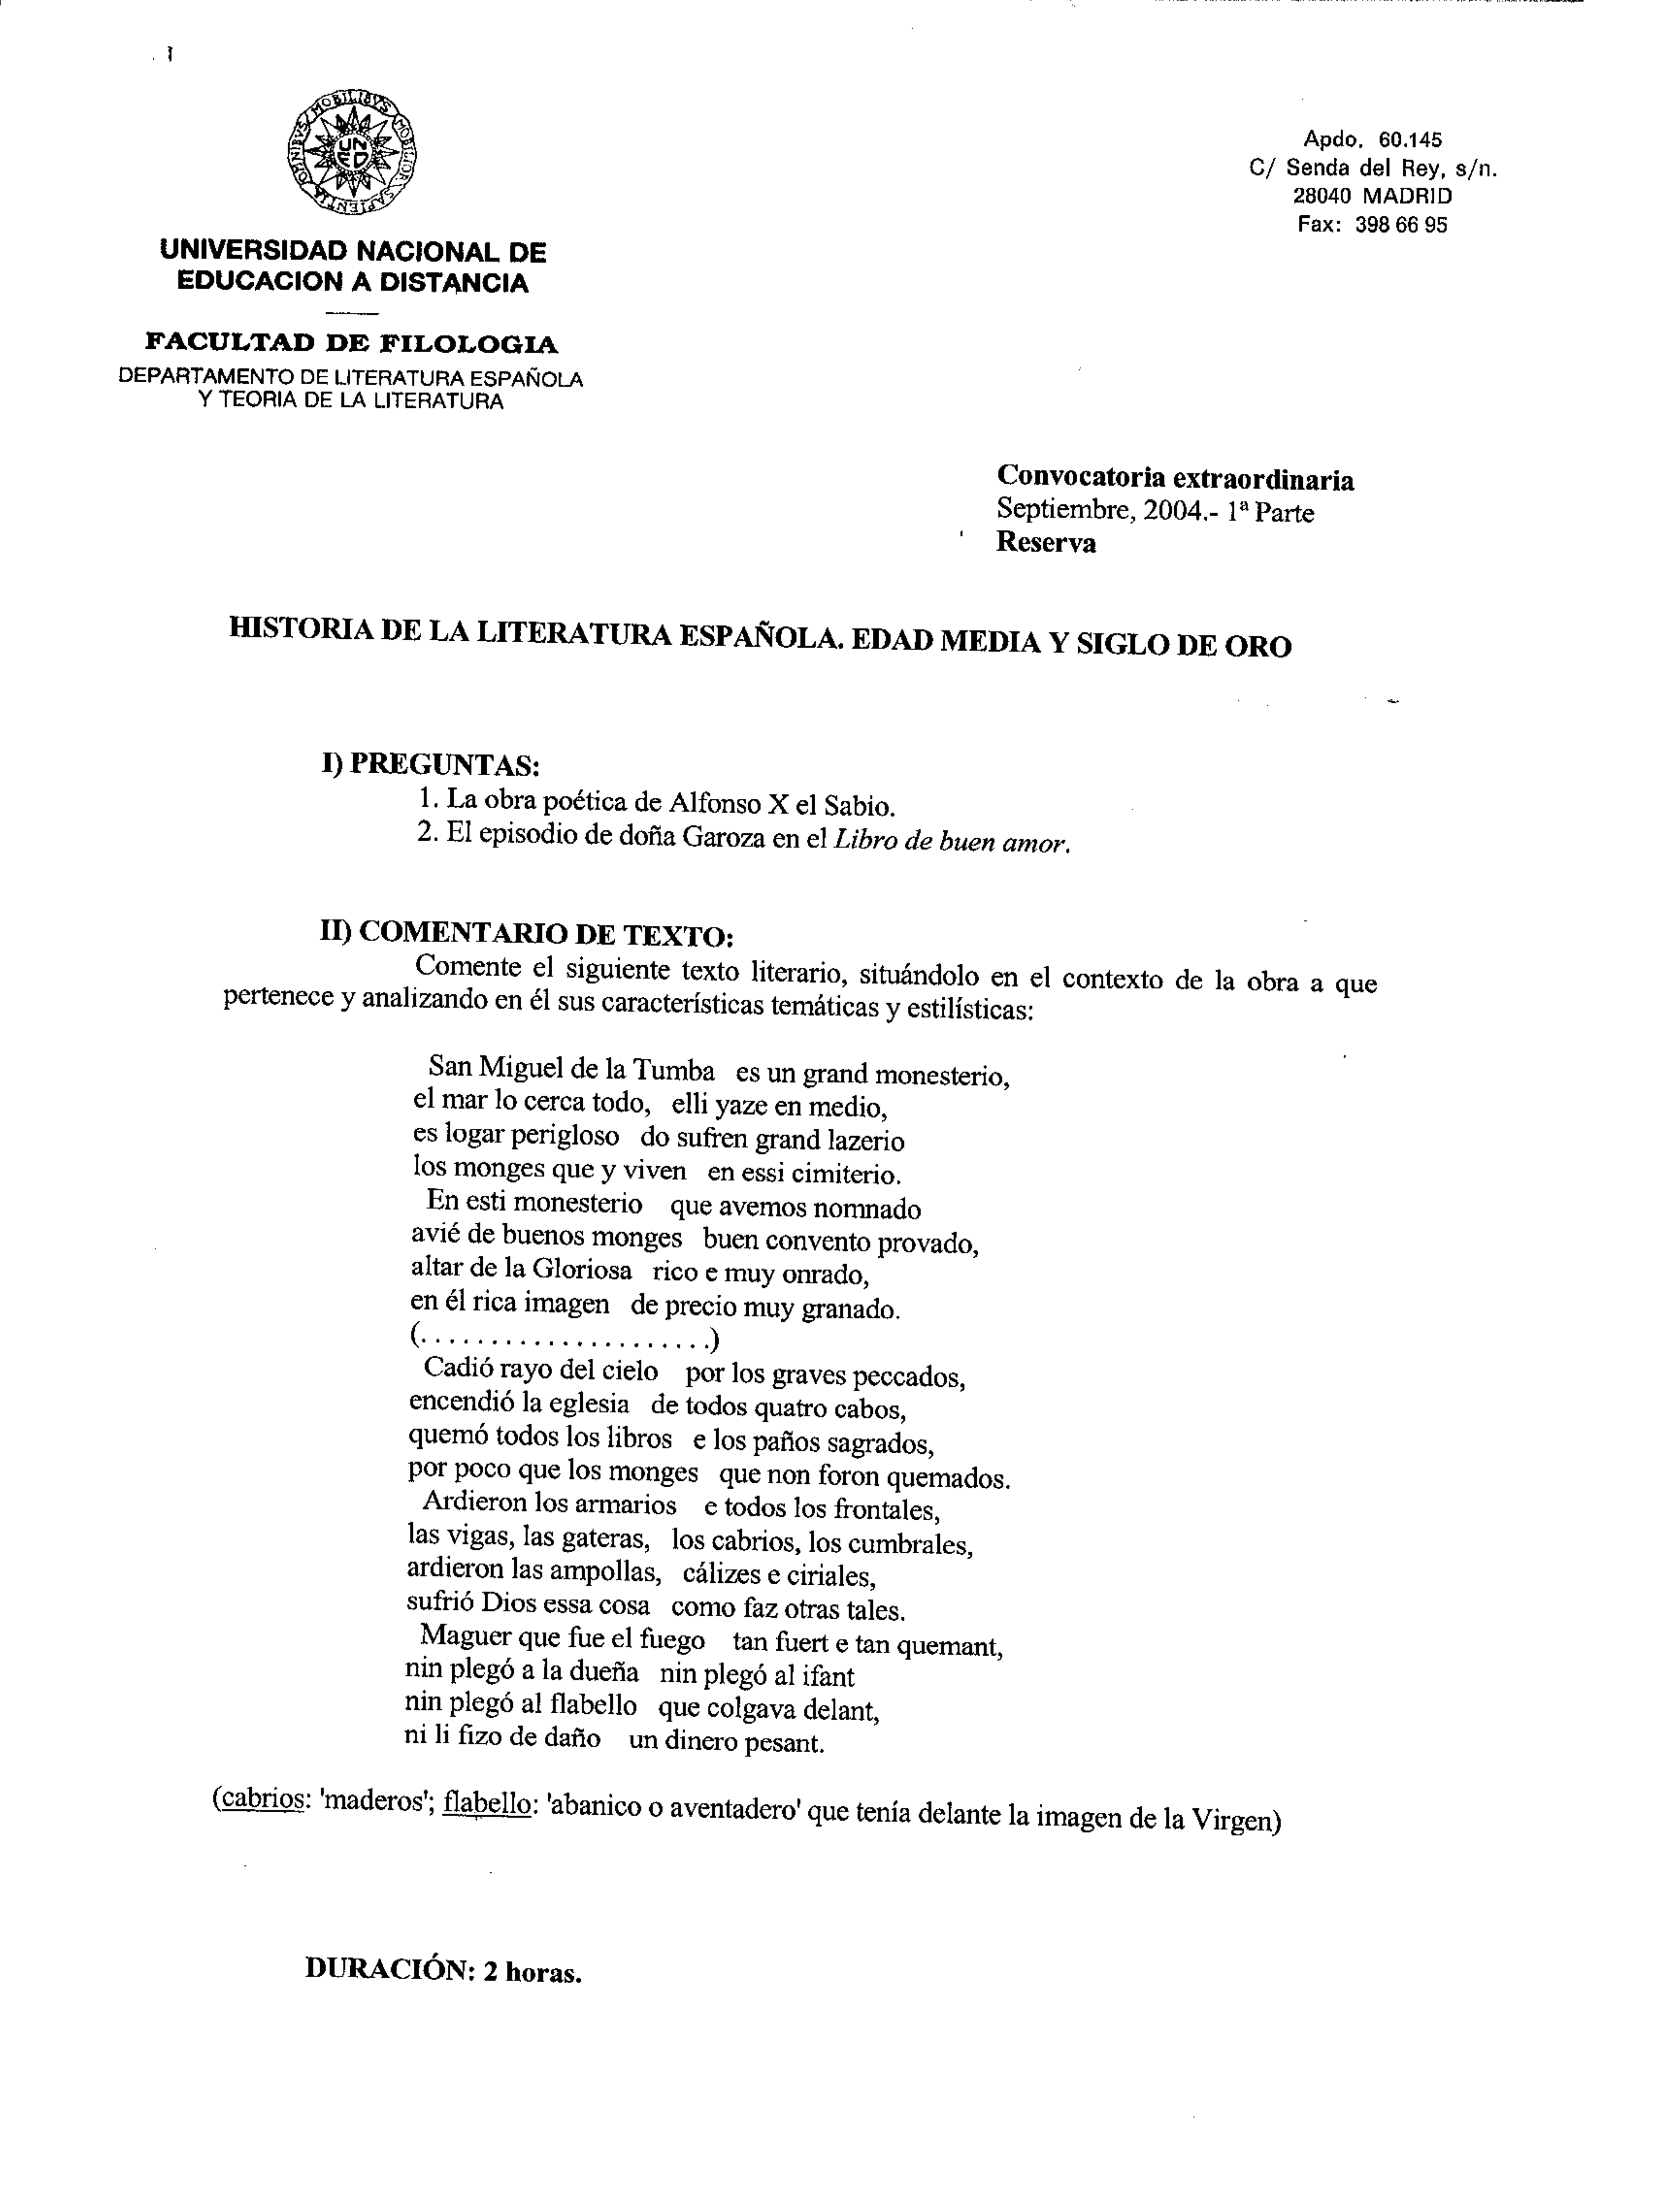 OMNIBVS MOBILIBVS MOBILIOR SAPIENTIA
UNED
UNIVERSIDAD NACIONAL DE
EDUCACION A DISTANCIA
FACULTAD DE FILOLOGIA
DEPARTAMENTO DE LITERATURA ESPAÑOLA
Y TEORIA DE LA LITERATURA
Apdo. 60.145
C/ Senda del Rey, s/n.
28040 MADRID
Fax: 398 66 95
Convocatoria extraordinaria
Septiembre, 2004.- 1ª Parte
Reserva
HISTORIA DE LA LITERATURA ESPAÑOLA. EDAD MEDIA Y SIGLO DE ORO
I) PREGUNTAS:
1. La obra poética de Alfonso X el Sabio.
2. El episodio de doña Garoza en el Libro de buen amor.
II) COMENTARIO DE TEXTO:
Comente el siguiente texto literario, situándolo en el contexto de la obra a que
pertenece y analizando en él sus características temáticas y estilísticas:
San Miguel de la Tumba es un grand monesterio,
el mar lo cerca todo, elli yaze en medio,
es logar perigloso do sufren grand lazerio
los monges que y viven en essi cimiterio.
En esti monesterio que avemos nomnado
avié de buenos monges buen convento provado,
altar de la Gloriosa rico e muy onrado,
en él rica imagen de precio muy granado.
(. . . . . . . . . . . . . . . . . . . . .)
Cadió rayo del cielo por los graves peccados,
encendió la eglesia de todos quatro cabos,
quemó todos los libros e los paños sagrados,
por poco que los monges que non foron quemados.
Ardieron los armarios e todos los frontales,
las vigas, las gateras, los cabrios, los cumbrales,
ardieron las ampollas, cálizes e ciriales,
sufrió Dios essa cosa como faz otras tales.
Maguer que fue el fuego tan fuert e tan quemant,
nin plegó a la dueña nin plegó al ifant
nin plegó al flabello que colgava delant,
ni li fizo de daño un dinero pesant.
(cabrios: 'maderos'; flabello: 'abanico o aventadero' que tenía delante la imagen de la Virgen)
DURACIÓN: 2 horas.